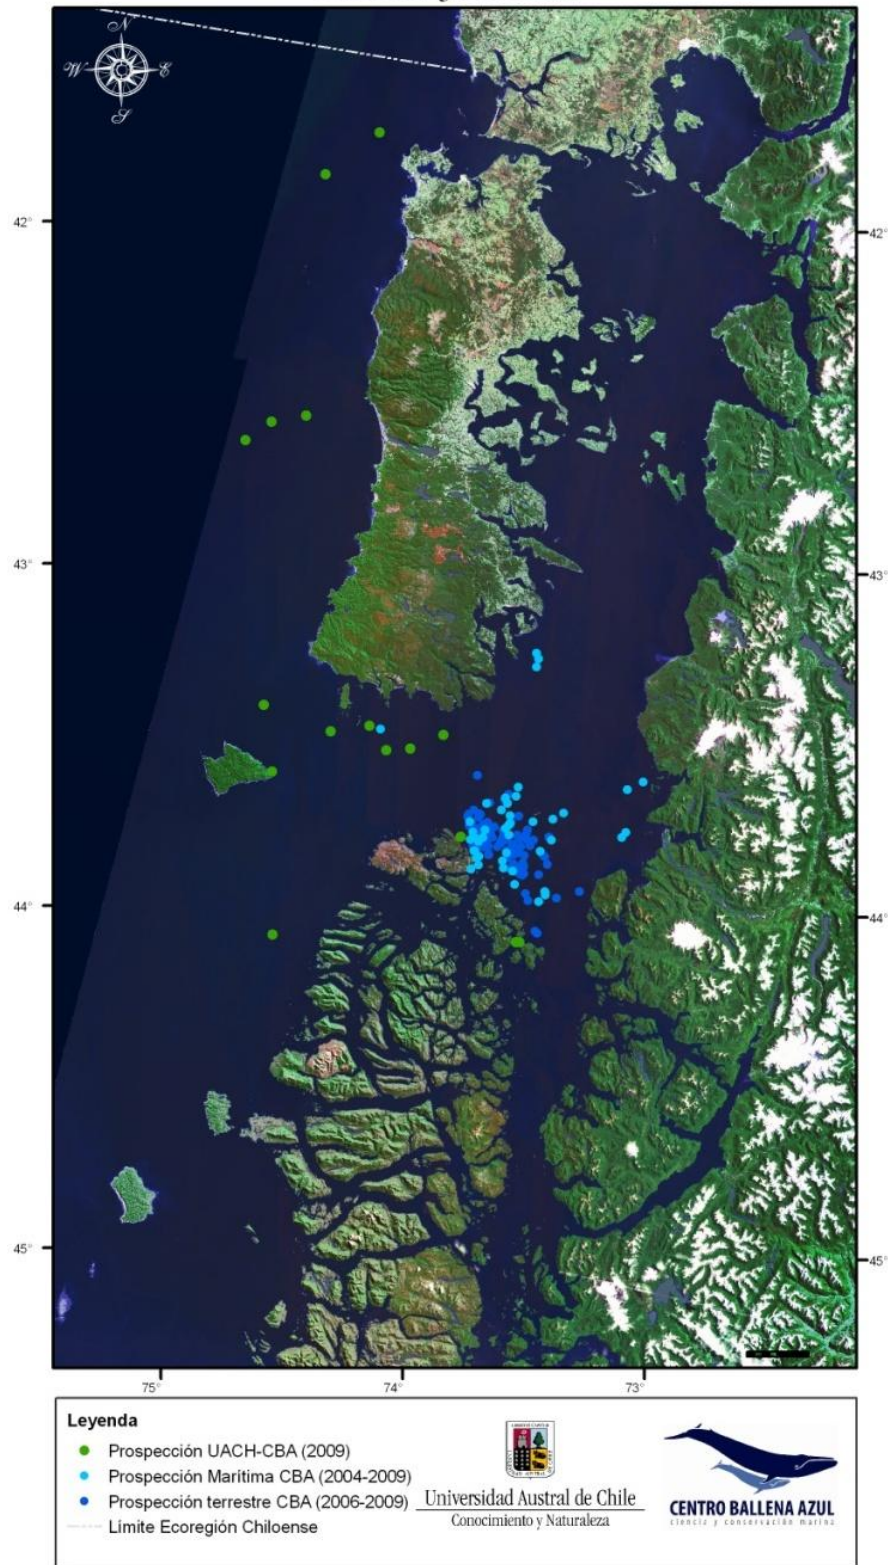 N
W E
S
42° 42°
43° 43°
44° 44°
45° 45°
75° 74° 73°
Leyenda
Prospección UACH-CBA (2009)
Prospección Maritima CBA (2004-2009)
Prospección terrestre CBA (2006-2009)
Limite Ecoregión Chiloense
Universidad Austral de Chile
Conocimiento y Naturaleza
CENTRO BALLENA AZUL
ciencia y conservación marina